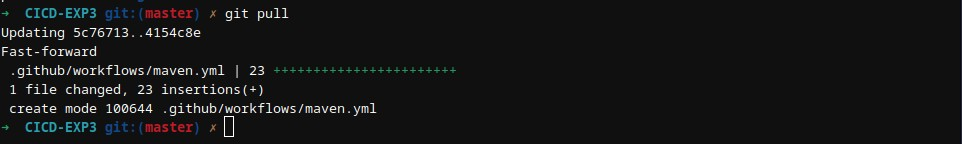 → CICD-EXP3 git:(master) ✗ git pull
Updating 5c76713..4154c8e
Fast-forward
 .github/workflows/maven.yml | 23 +++++++++++++++++++++++
 1 file changed, 23 insertions(+)
 create mode 100644 .github/workflows/maven.yml
→ CICD-EXP3 git:(master) ✗